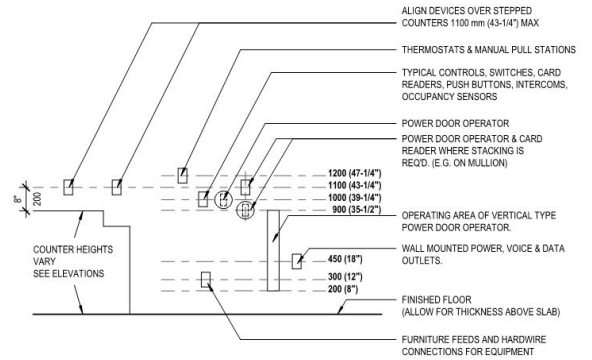 ALIGN DEVICES OVER STEPPED
COUNTERS 1100 mm (43-1/4") MAX
THERMOSTATS & MANUAL PULL STATIONS
TYPICAL CONTROLS, SWITCHES, CARD
READERS, PUSH BUTTONS, INTERCOMS,
OCCUPANCY SENSORS
POWER DOOR OPERATOR
POWER DOOR OPERATOR & CARD
READER WHERE STACKING IS
REQ'D. (E.G. ON MULLION)
1200 (47-1/4")
1100 (43-1/4")
1000 (39-1/4")
900 (35-1/2")
8"
200
OPERATING AREA OF VERTICAL TYPE
POWER DOOR OPERATOR.
COUNTER HEIGHTS
VARY
SEE ELEVATIONS
WALL MOUNTED POWER, VOICE & DATA
OUTLETS.
450 (18")
300 (12")
200 (8")
FINISHED FLOOR
(ALLOW FOR THICKNESS ABOVE SLAB)
FURNITURE FEEDS AND HARDWIRE
CONNECTIONS FOR EQUIPMENT